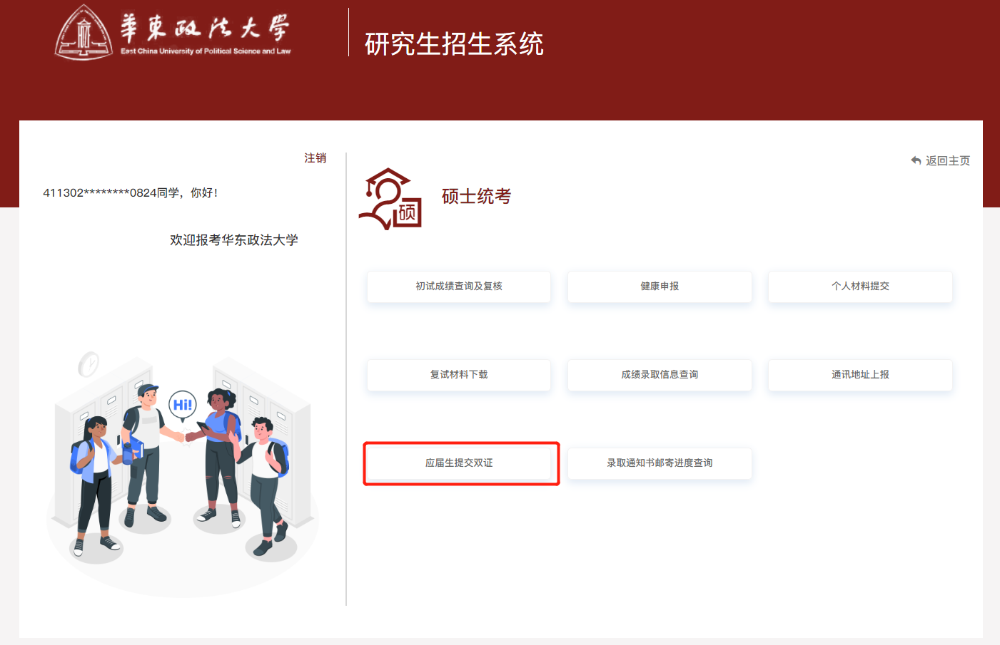 華東政法大學
East China University of Political Science and Law
研究生招生系统
注销
返回主页
411302********0824同学，你好！
硕
硕士统考
欢迎报考华东政法大学
初试成绩查询及复核
健康申报
个人材料提交
复试材料下载
成绩录取信息查询
通讯地址上报
Hi!
应届生提交双证
录取通知书邮寄进度查询